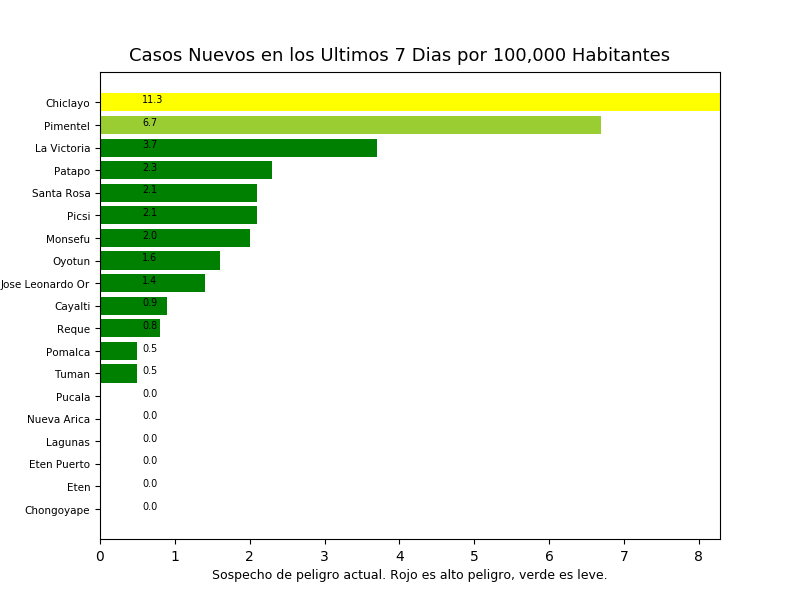 Casos Nuevos en los Ultimos 7 Dias por 100,000 Habitantes
Chiclayo 11.3
Pimentel 6.7
La Victoria 3.7
Patapo 2.3
Santa Rosa 2.1
Picsi 2.1
Monsefu 2.0
Oyotun 1.6
Jose Leonardo Or 1.4
Cayalti 0.9
Reque 0.8
Pomalca 0.5
Tuman 0.5
Pucala 0.0
Nueva Arica 0.0
Lagunas 0.0
Eten Puerto 0.0
Eten 0.0
Chongoyape 0.0
0 1 2 3 4 5 6 7 8
Sospecho de peligro actual. Rojo es alto peligro, verde es leve.